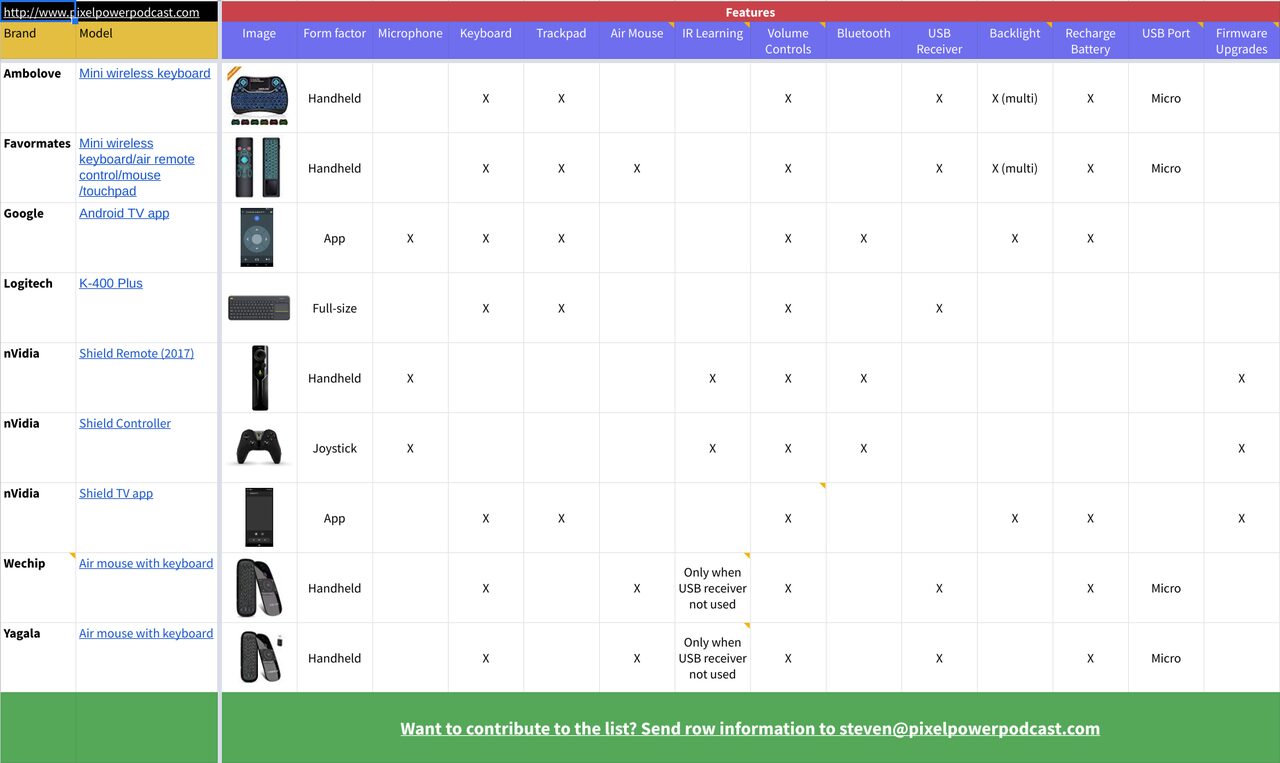 http://www.pixelpowerpodcast.com
Features
Brand Model Image Form factor Microphone Keyboard Trackpad Air Mouse IR Learning Volume Controls Bluetooth USB Receiver Backlight Recharge Battery USB Port Firmware Upgrades
Ambolove Mini wireless keyboard Handheld X X X X X (multi) X Micro
Favormates Mini wireless keyboard/air remote control/mouse /touchpad Handheld X X X X X X (multi) X Micro
Google Android TV app App X X X X X X X
Logitech K-400 Plus Full-size X X X X
nVidia Shield Remote (2017) Handheld X X X X X
nVidia Shield Controller Joystick X X X X X
nVidia Shield TV app App X X X X X X
Wechip Air mouse with keyboard Handheld X X Only when USB receiver not used X X X Micro
Yagala Air mouse with keyboard Handheld X X Only when USB receiver not used X X X Micro
Want to contribute to the list? Send row information to steven@pixelpowerpodcast.com